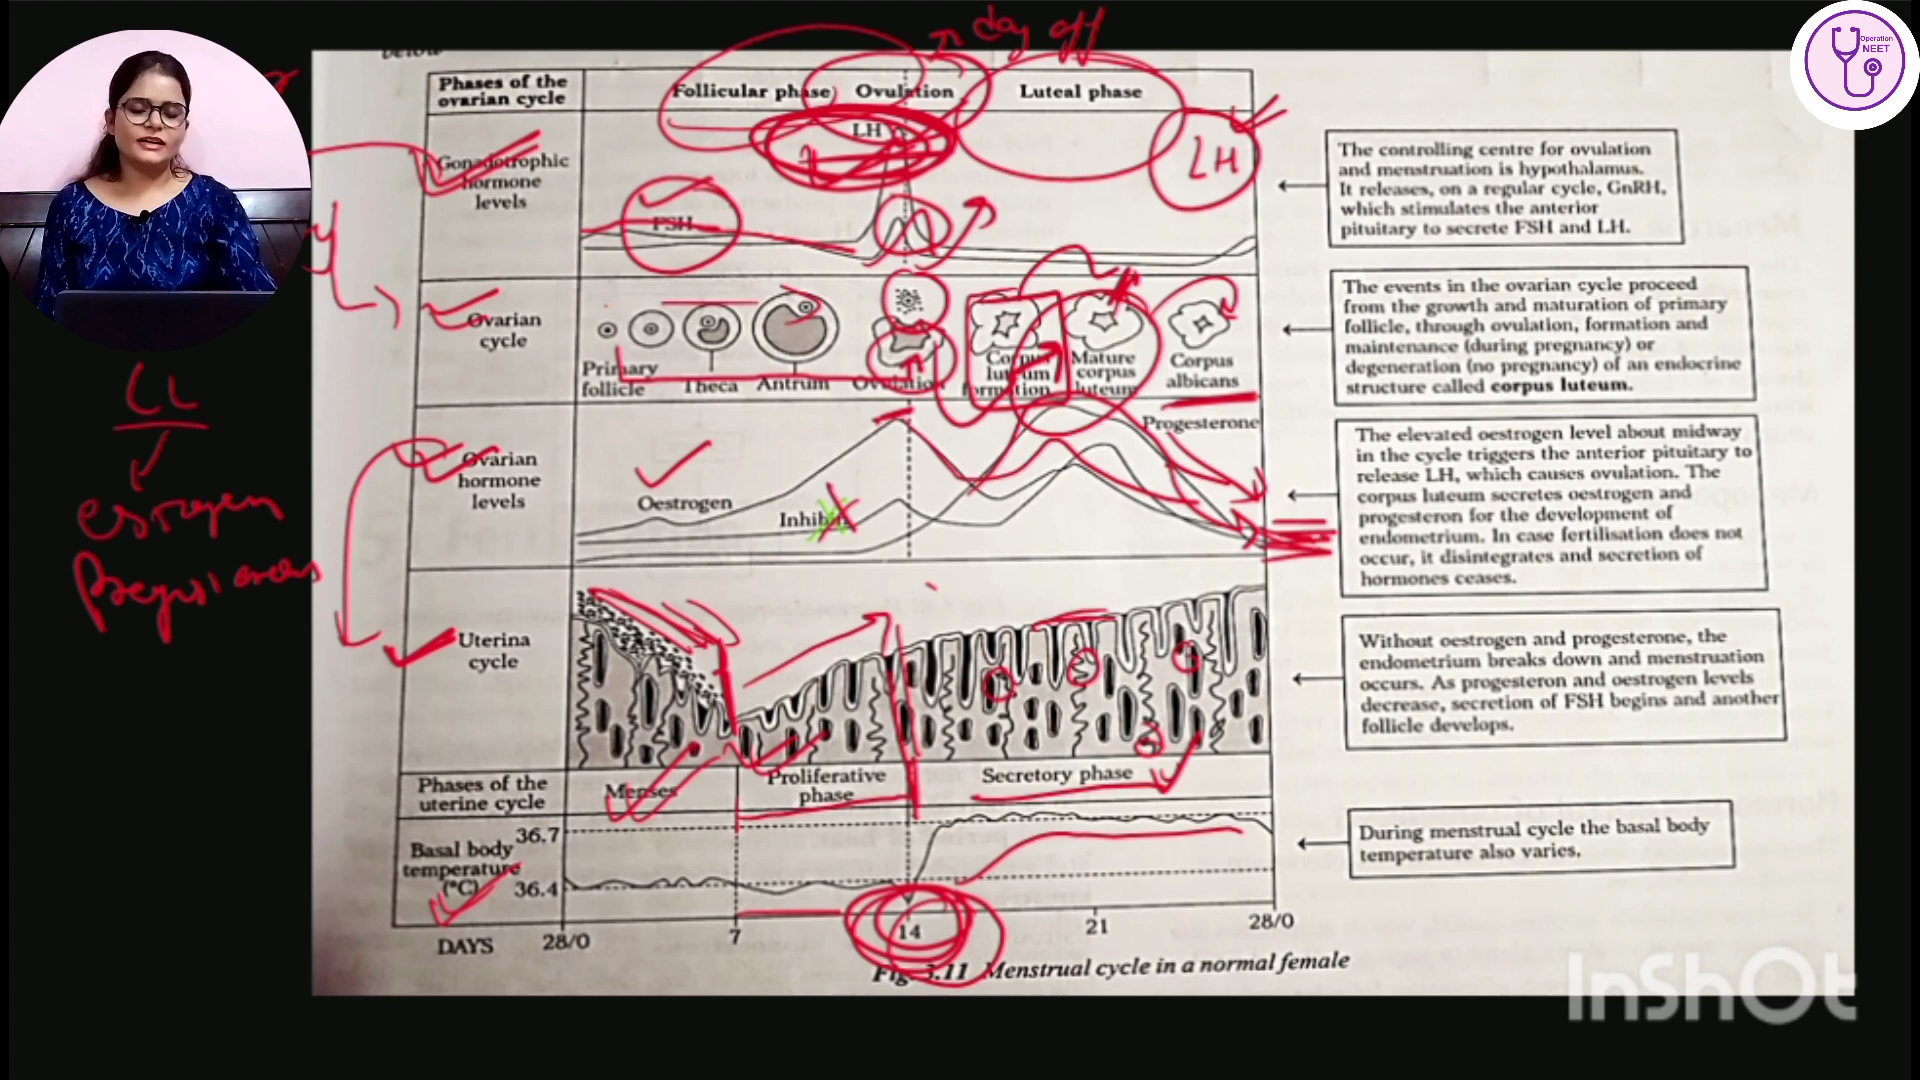 below
Phases of the
ovarian cycle
Follicular phase
Ovulation
Luteal phase
day off
Operation
NEET
Gonadotrophic
hormone
levels
LH
FSH
LH
The controlling centre for ovulation
and menstruation is hypothalamus.
It releases, on a regular cycle, GnRH,
which stimulates the anterior
pituitary to secrete FSH and LH.
Ovarian
cycle
Primary
follicle
Theca
Antrum
Ovulation
Corpus
luteum
formation
Mature
corpus
luteum
Corpus
albicans
The events in the ovarian cycle proceed
from the growth and maturation of primary
follicle, through ovulation, formation and
maintenance (during pregnancy) or
degeneration (no pregnancy) of an endocrine
structure called corpus luteum.
CL
estrogen
Ovarian
hormone
levels
Oestrogen
Progesterone
The elevated oestrogen level about midway
in the cycle triggers the anterior pituitary to
release LH, which causes ovulation. The
corpus luteum secretes oestrogen and
progesteron for the development of
endometrium. In case fertilisation does not
occur, it disintegrates and secretion of
hormones ceases.
Uterina
cycle
Without oestrogen and progesterone, the
endometrium breaks down and menstruation
occurs. As progesteron and oestrogen levels
decrease, secretion of FSH begins and another
follicle develops.
Phases of the
uterine cycle
Menses
Proliferative
phase
Secretory phase
Basal body
temperature
(°C)
36.7
36.4
During menstrual cycle the basal body
temperature also varies.
DAYS
28/0
7
14
21
28/0
Fig. 3.11 Menstrual cycle in a normal female
InShOt